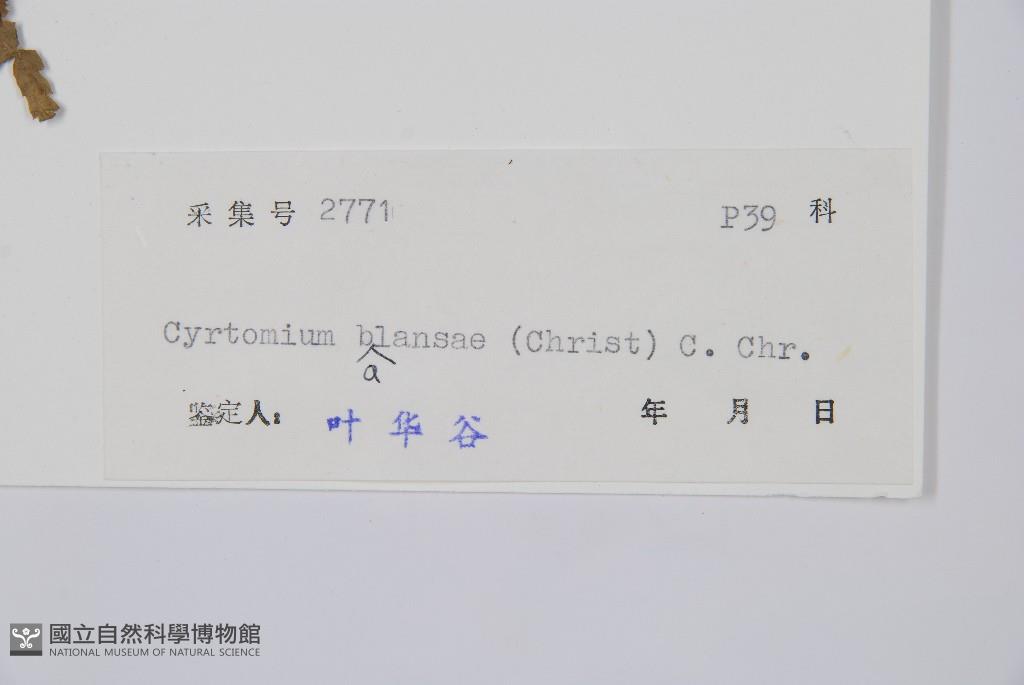 采集号 2771 P39 科
Cyrtomium blansae (Christ) C. Chr.
a
鉴定人: 叶华谷 年 月 日
國立自然科學博物館
NATIONAL MUSEUM OF NATURAL SCIENCE